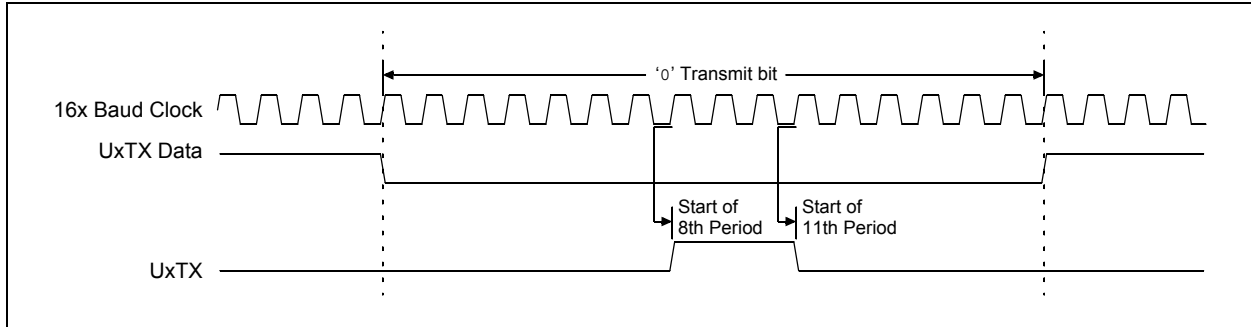 ‘0’ Transmit bit
16x Baud Clock
UxTX Data
Start of
8th Period
Start of
11th Period
UxTX